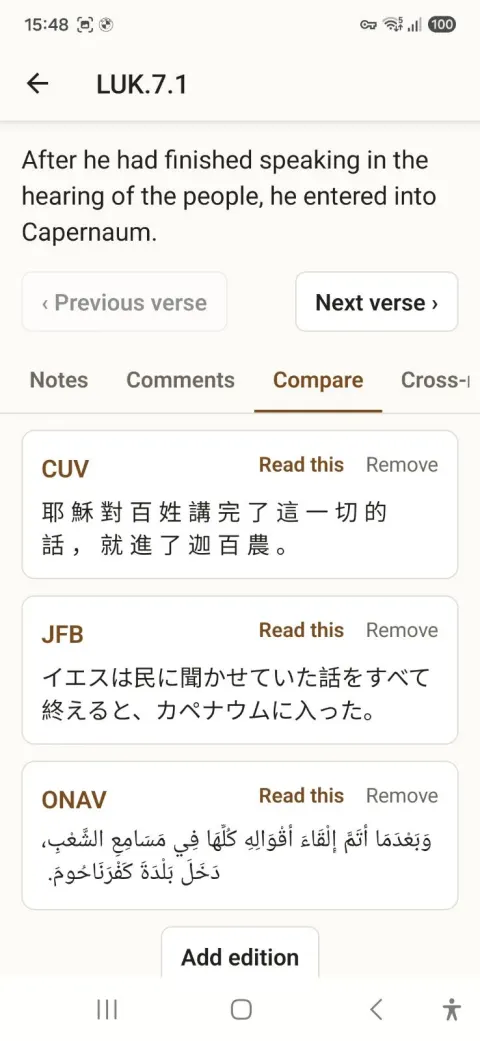 15:48
100
LUK.7.1
After he had finished speaking in the
hearing of the people, he entered into
Capernaum.
‹ Previous verse
Next verse ›
Notes Comments Compare Cross-r
CUV Read this Remove
耶 穌 對 百 姓 講 完 了 這 一 切 的
話 ， 就 進 了 迦 百 農 。
JFB Read this Remove
イエスは民に聞かせていた話をすべて
終えると、カペナウムに入った。
ONAV Read this Remove
وَبَعْدَمَا أَتَمَّ إِلْقَاءَ أَقْوَالِهِ كُلِّهَا فِي مَسَامِعِ الشَّعْبِ،
دَخَلَ بَلْدَةَ كَفْرَنَاحُومَ.
Add edition